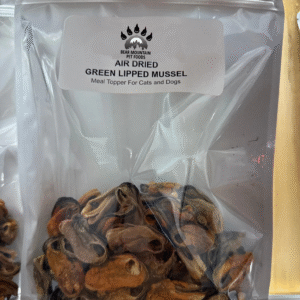 BEAR MOUNTAIN
PET FOODS
AIR DRIED
GREEN LIPPED MUSSEL
Meal Topper For Cats and Dogs